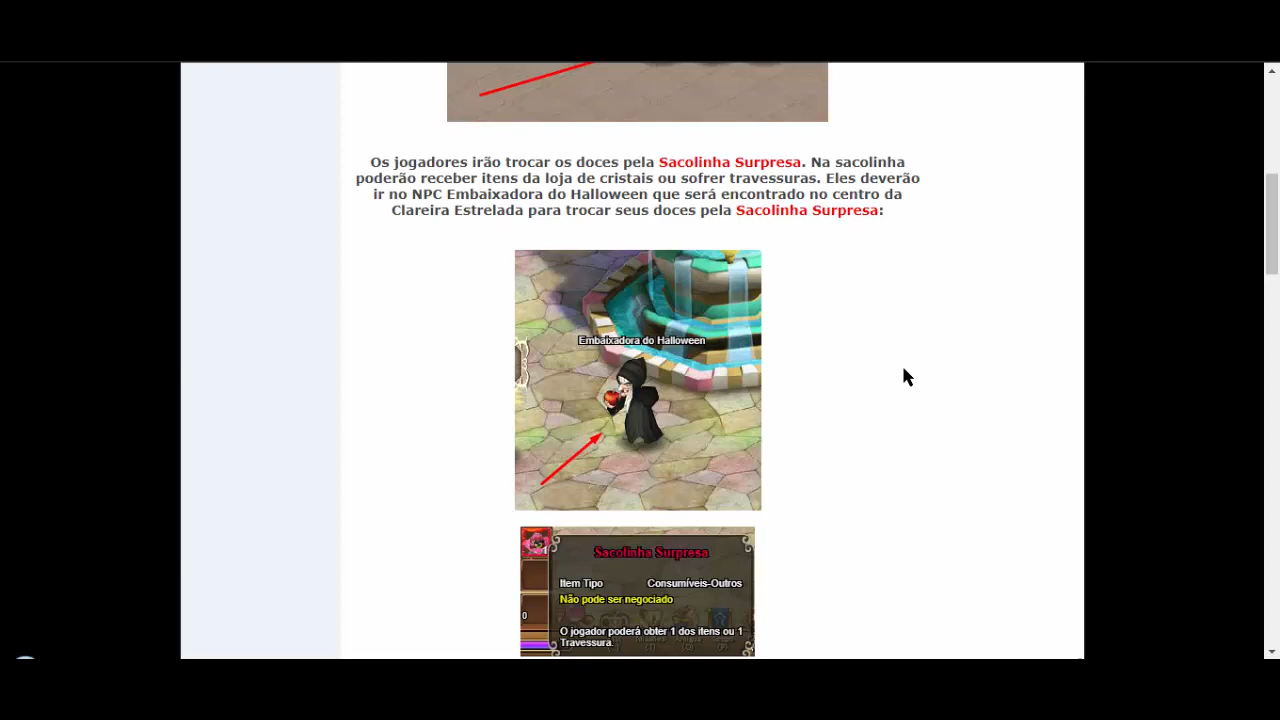 Os jogadores irão trocar os doces pela Sacolinha Surpresa. Na sacolinha
poderão receber itens da loja de cristais ou sofrer travessuras. Eles deverão
ir no NPC Embaixadora do Halloween que será encontrado no centro da
Clareira Estrelada para trocar seus doces pela Sacolinha Surpresa:
Embaixadora do Halloween
1
Sacolinha Surpresa
Item Tipo Consumíveis-Outros
Não pode ser negociado
0
O jogador poderá obter 1 dos itens ou 1
Travessura.